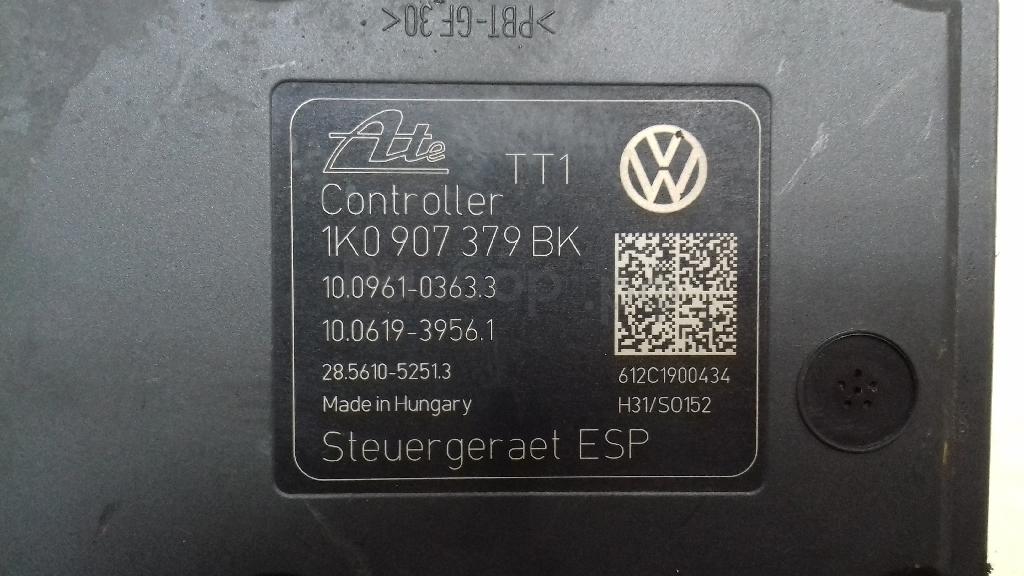 >PBT-GF30<
Ate
TT1
Controller
1K0 907 379 BK
10.0961-0363.3
10.0619-3956.1
28.5610-5251.3
Made in Hungary
612C1900434
H31/SO152
Steuergeraet ESP